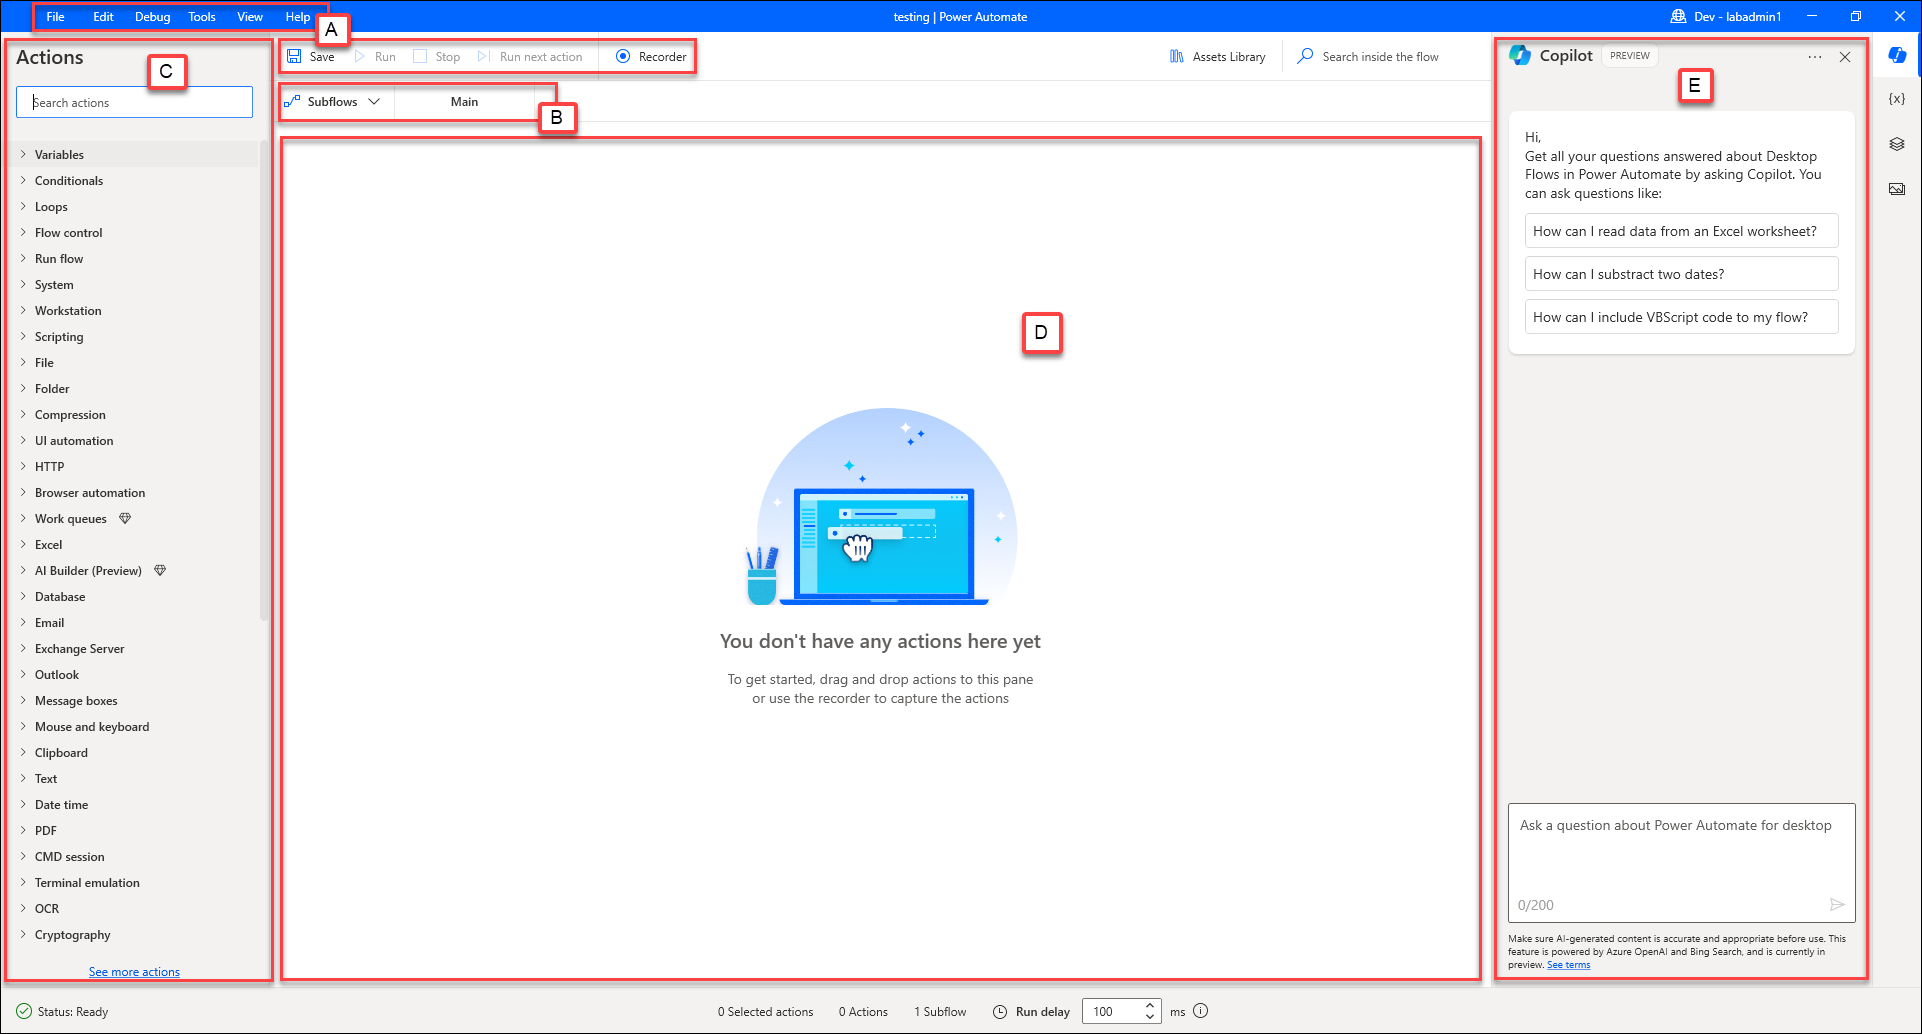 File Edit Debug Tools View Help
testing | Power Automate
Dev - labadmin1
A
Actions
C
Search actions
Variables
Conditionals
Loops
Flow control
Run flow
System
Workstation
Scripting
File
Folder
Compression
UI automation
HTTP
Browser automation
Work queues
Excel
AI Builder (Preview)
Database
Email
Exchange Server
Outlook
Message boxes
Mouse and keyboard
Clipboard
Text
Date time
PDF
CMD session
Terminal emulation
OCR
Cryptography
See more actions
Save Run Stop Run next action Recorder
Assets Library
Search inside the flow
Subflows Main
B
D
You don't have any actions here yet
To get started, drag and drop actions to this pane
or use the recorder to capture the actions
Copilot PREVIEW
E
{x}
Hi,
Get all your questions answered about Desktop
Flows in Power Automate by asking Copilot. You
can ask questions like:
How can I read data from an Excel worksheet?
How can I substract two dates?
How can I include VBScript code to my flow?
Ask a question about Power Automate for desktop
0/200
Make sure AI-generated content is accurate and appropriate before use. This
feature is powered by Azure OpenAI and Bing Search, and is currently in
preview. See terms
Status: Ready
0 Selected actions 0 Actions 1 Subflow Run delay 100 ms